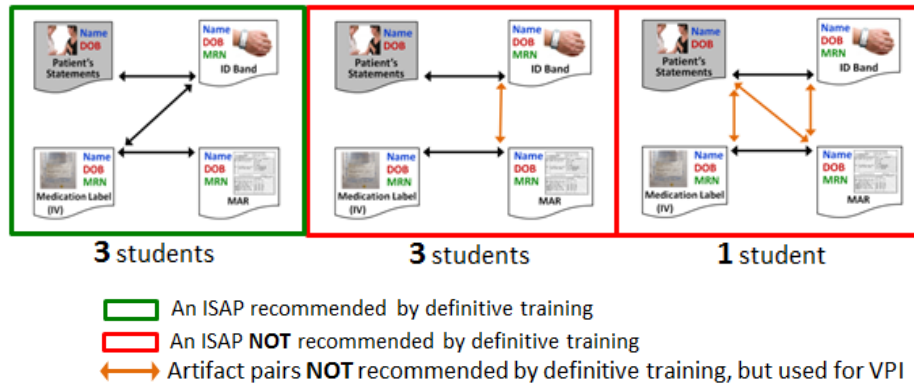 Name
DOB
Patient's
Statements
Name
DOB
MRN
ID Band
Name
DOB
MRN
Medication Label
(IV)
Name
DOB
MRN
MAR
3 students
Name
DOB
Patient's
Statements
Name
DOB
MRN
ID Band
Name
DOB
MRN
Medication Label
(IV)
Name
DOB
MRN
MAR
3 students
Name
DOB
Patient's
Statements
Name
DOB
MRN
ID Band
Name
DOB
MRN
Medication Label
(IV)
Name
DOB
MRN
MAR
1 student
An ISAP recommended by definitive training
An ISAP NOT recommended by definitive training
Artifact pairs NOT recommended by definitive training, but used for VPI